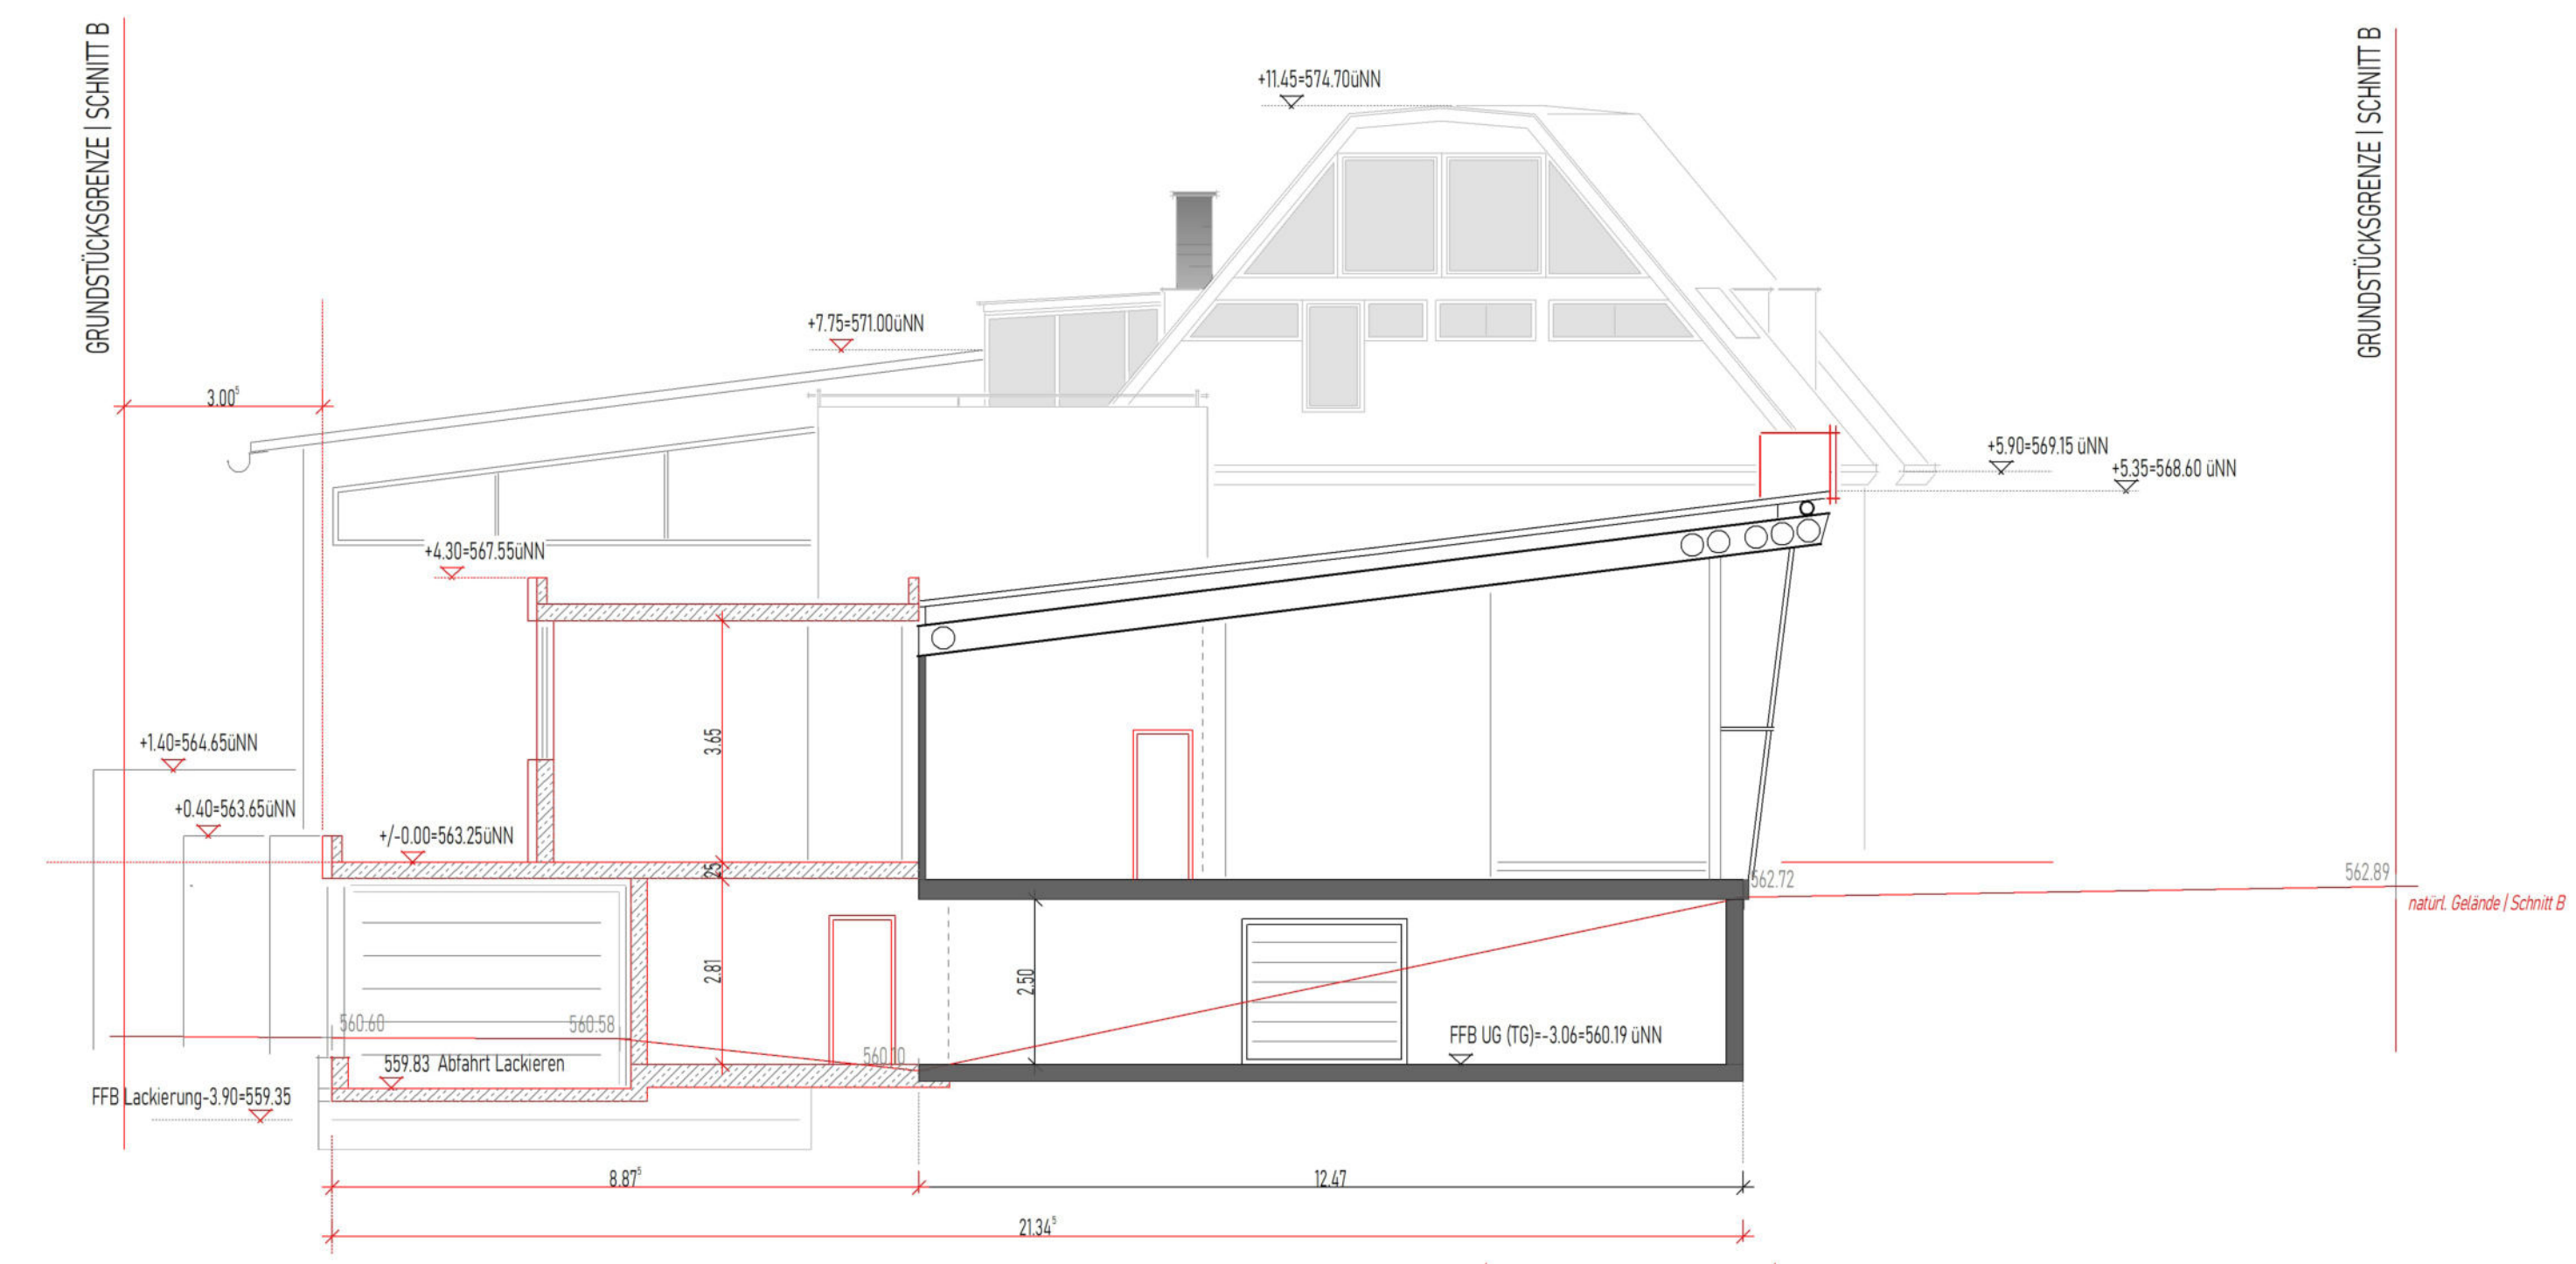 GRUNDSTÜCKSGRENZE | SCHNITT B
GRUNDSTÜCKSGRENZE | SCHNITT B
+11.45=574.70üNN
+7.75=571.00üNN
3.00⁵
+5.90=569.15 üNN
+5.35=568.60 üNN
+4.30=567.55üNN
+1.40=564.65üNN
3.65
+0.40=563.65üNN
+/-0.00=563.25üNN
25
562.72
562.89
natürl. Gelände | Schnitt B
2.81
2.50
560.60
560.58
560.10
FFB UG (TG)=-3.06=560.19 üNN
559.83 Abfahrt Lackieren
FFB Lackierung-3.90=559.35
8.87⁵
12.47
21.34⁵